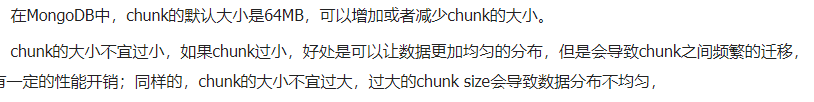 在MongoDB中，chunk的默认大小是64MB，可以增加或者减少chunk的大小。
chunk的大小不宜过小，如果chunk过小，好处是可以让数据更加均匀的分布，但是会导致chunk之间频繁的迁移，
有一定的性能开销；同样的，chunk的大小不宜过大，过大的chunk size会导致数据分布不均匀，